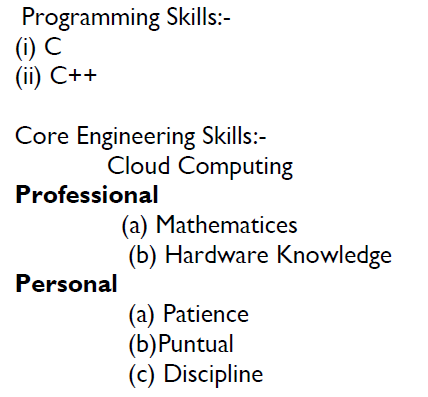 Programming Skills:-
(i) C
(ii) C++
Core Engineering Skills:-
Cloud Computing
Professional
(a) Mathematices
(b) Hardware Knowledge
Personal
(a) Patience
(b)Puntual
(c) Discipline